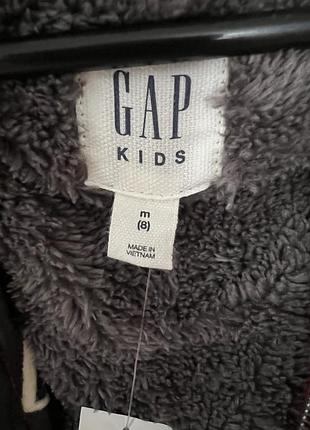 GAP
KIDS
m
(8)
MADE IN
VIETNAM